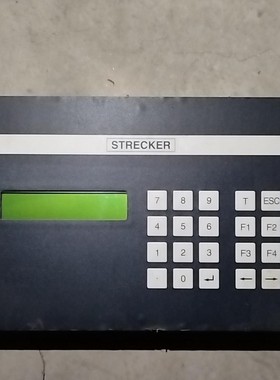 STRECKER
7 8 9 T ESC
4 5 6 F1 F2
1 2 3 F3 F4
0 ↵ ← →